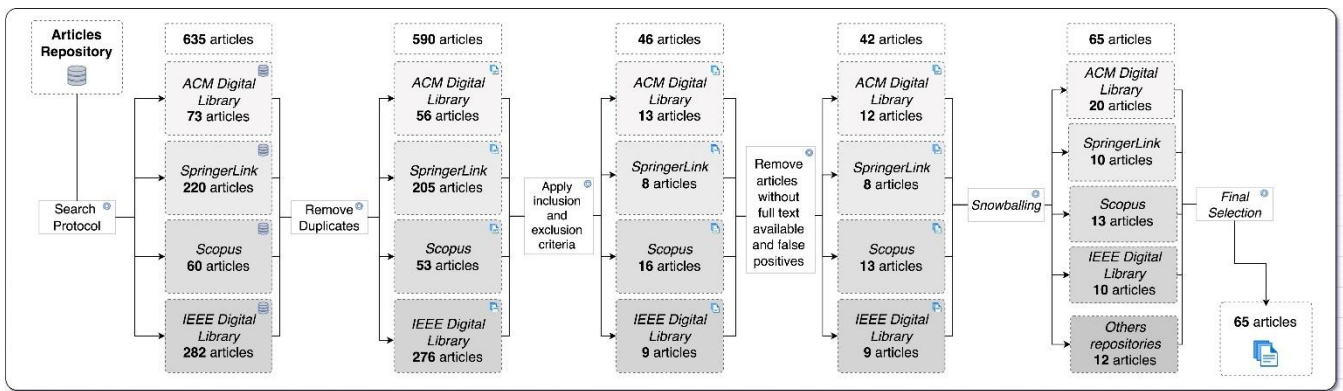 Articles
Repository
Search
Protocol
635 articles
ACM Digital
Library
73 articles
SpringerLink
220 articles
Scopus
60 articles
IEEE Digital
Library
282 articles
Remove
Duplicates
590 articles
ACM Digital
Library
56 articles
SpringerLink
205 articles
Scopus
53 articles
IEEE Digital
Library
276 articles
Apply
inclusion
and
exclusion
criteria
46 articles
ACM Digital
Library
13 articles
SpringerLink
8 articles
Scopus
16 articles
IEEE Digital
Library
9 articles
Remove
articles
without
full text
available
and false
positives
42 articles
ACM Digital
Library
12 articles
SpringerLink
8 articles
Scopus
13 articles
IEEE Digital
Library
9 articles
Snowballing
65 articles
ACM Digital
Library
20 articles
SpringerLink
10 articles
Scopus
13 articles
IEEE Digital
Library
10 articles
Others
repositories
12 articles
Final
Selection
65 articles